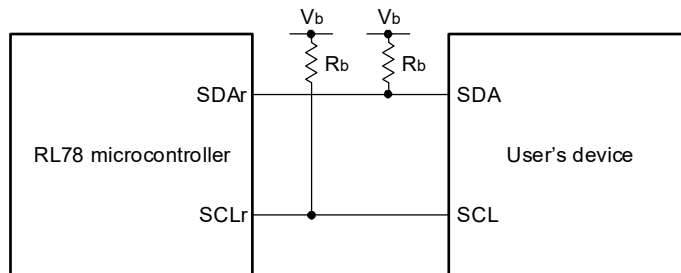 Vb Vb
Rb Rb
SDAr SDA
RL78 microcontroller User's device
SCLr SCL